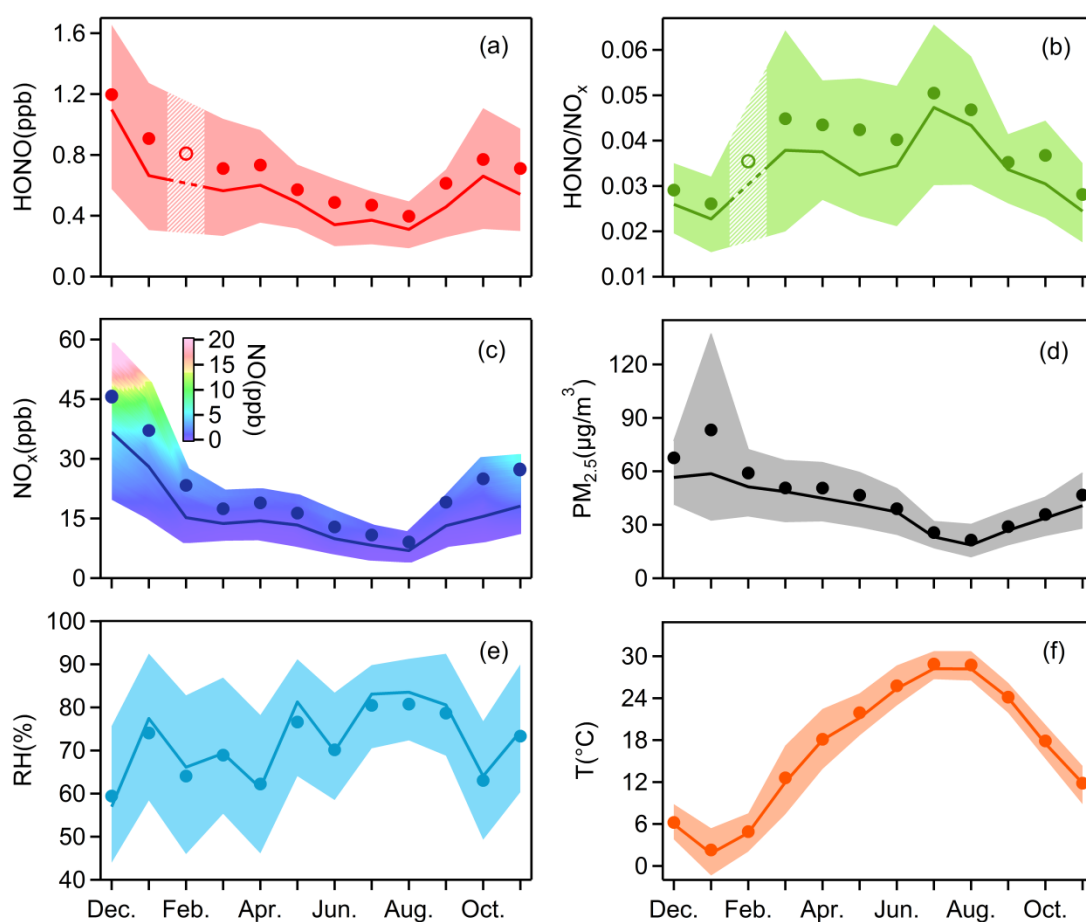 (a)
HONO(ppb)
1.6
1.2
0.8
0.4
0.0
(b)
HONO/NOₓ
0.06
0.05
0.04
0.03
0.02
0.01
(c)
NOₓ(ppb)
60
45
30
15
0
20
15
10
5
0
NO(ppb)
(d)
PM₂.₅(μg/m³)
120
90
60
30
0
(e)
RH(%)
100
90
80
70
60
50
40
Dec. Feb. Apr. Jun. Aug. Oct.
(f)
T(°C)
30
24
18
12
6
0
Dec. Feb. Apr. Jun. Aug. Oct.